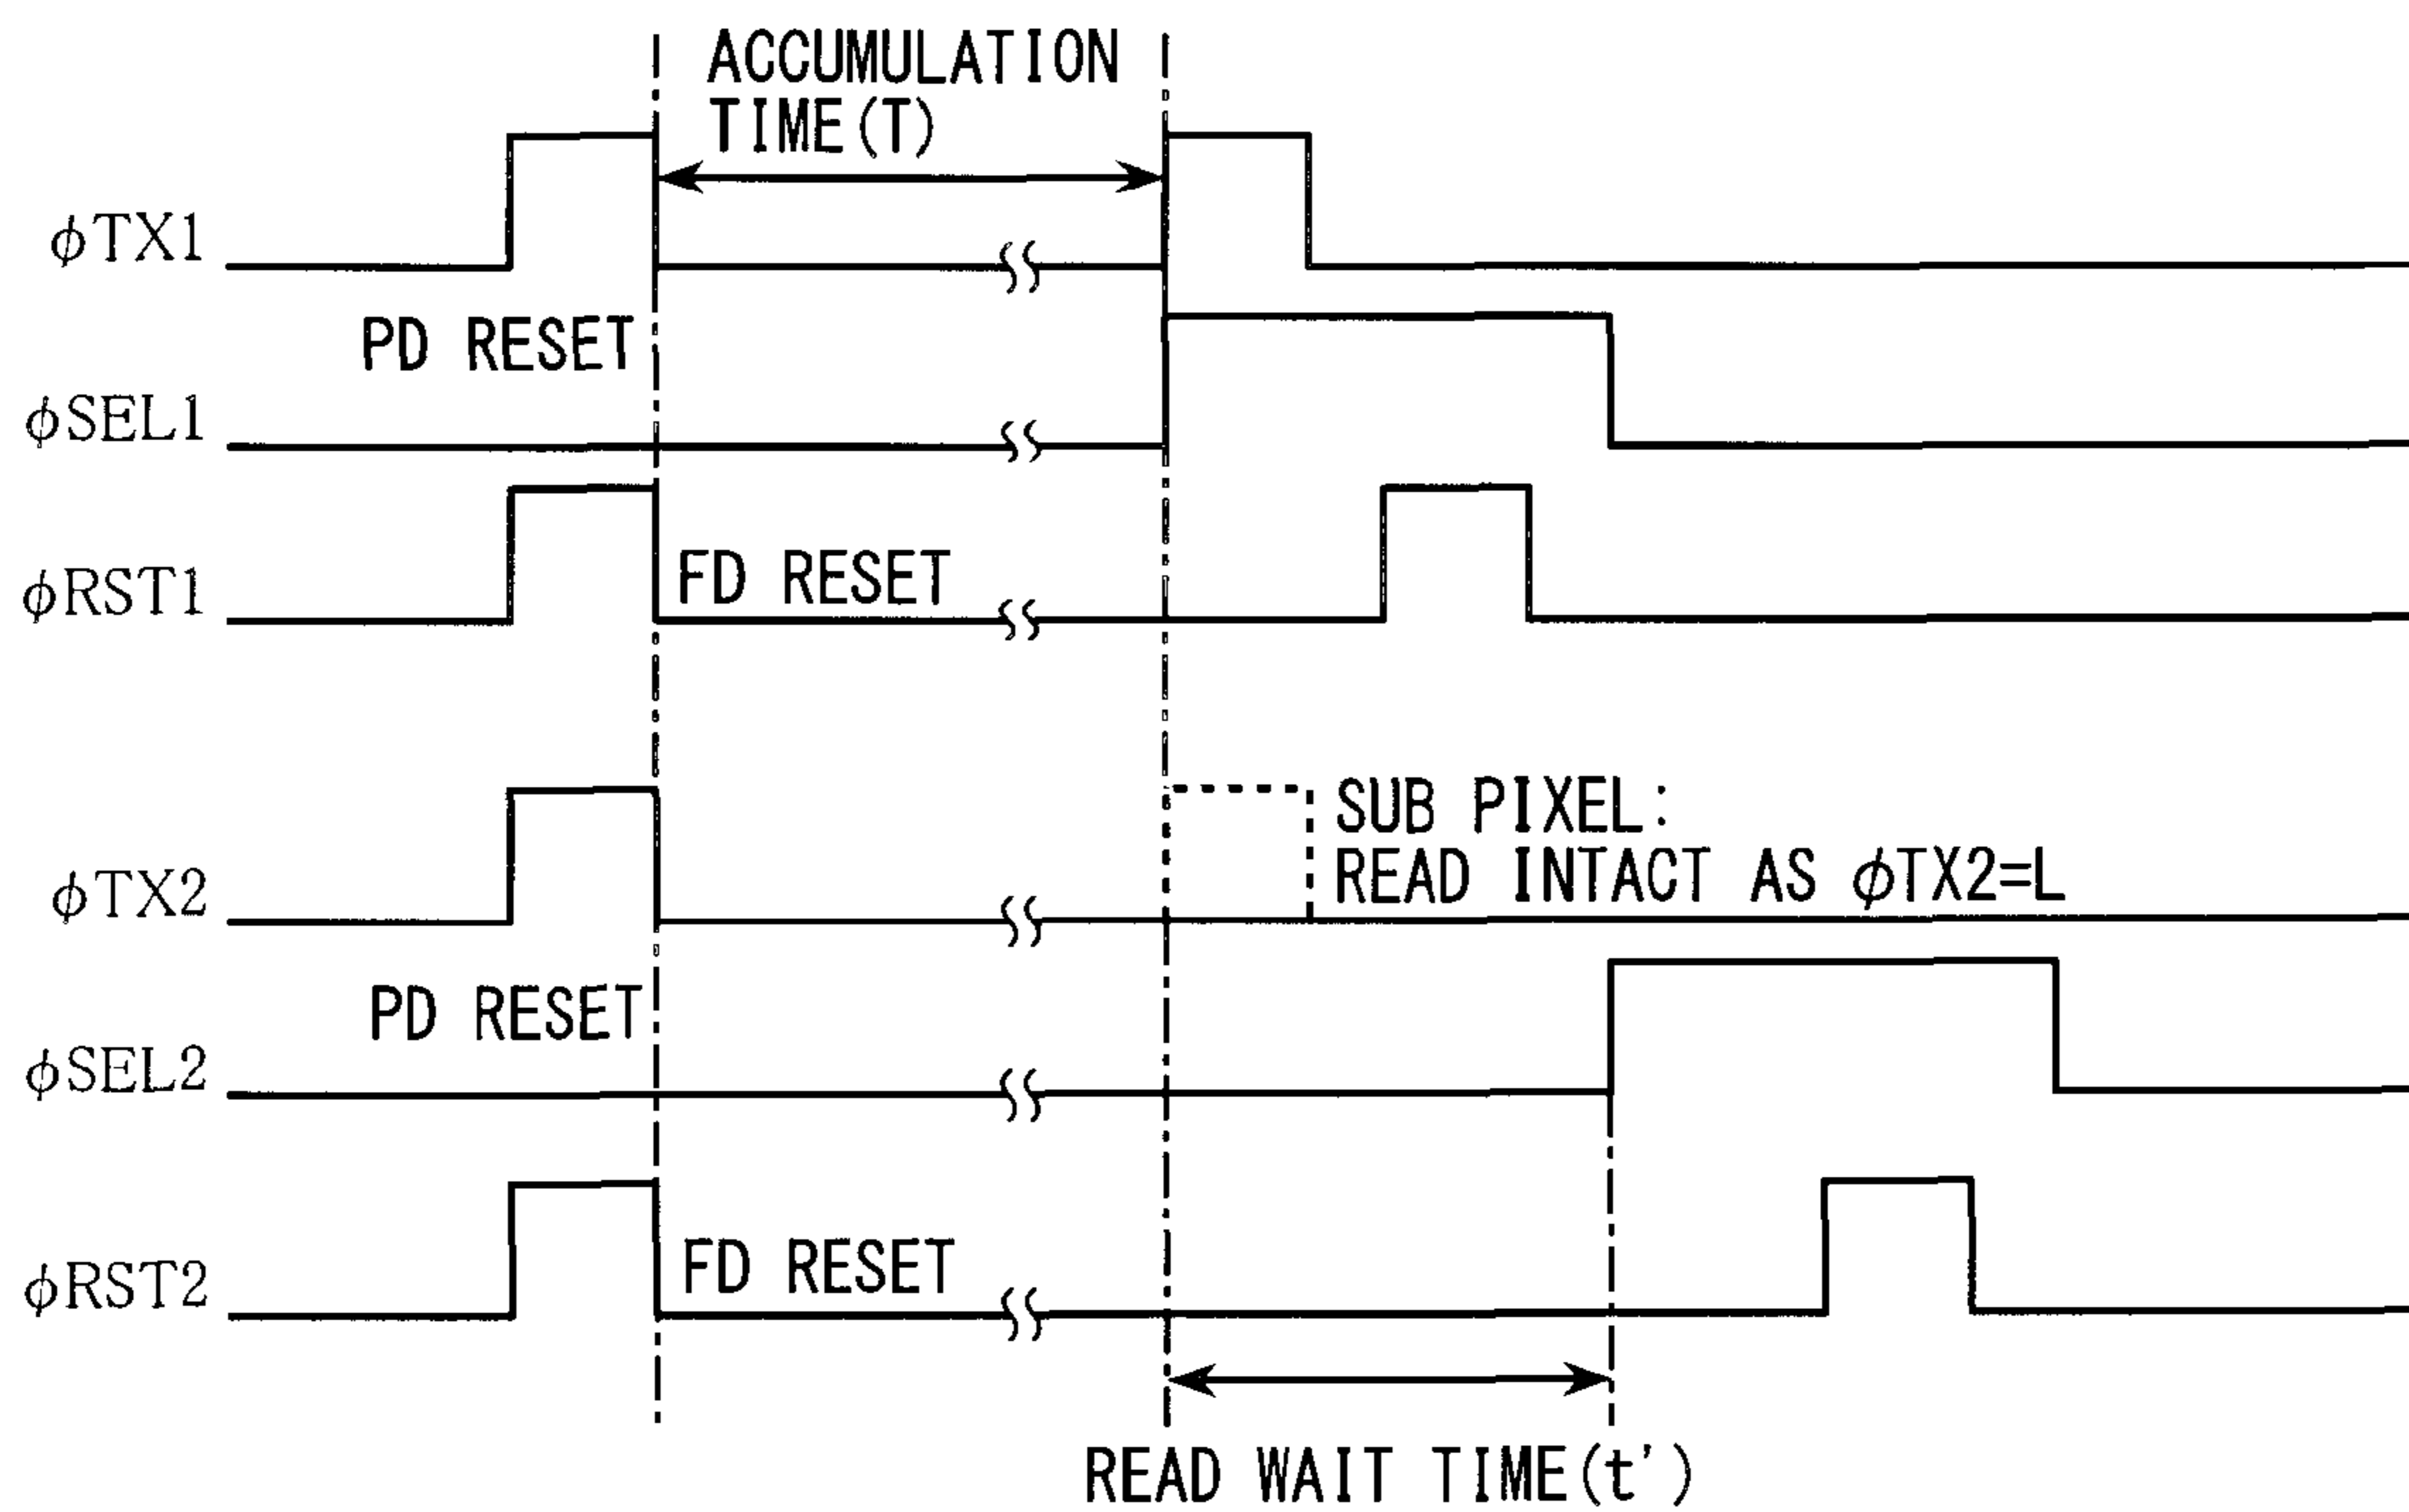 ACCUMULATION
TIME(T)
φTX1
PD RESET
φSEL1
φRST1
FD RESET
SUB PIXEL:
READ INTACT AS φTX2=L
φTX2
PD RESET
φSEL2
φRST2
FD RESET
READ WAIT TIME(t')